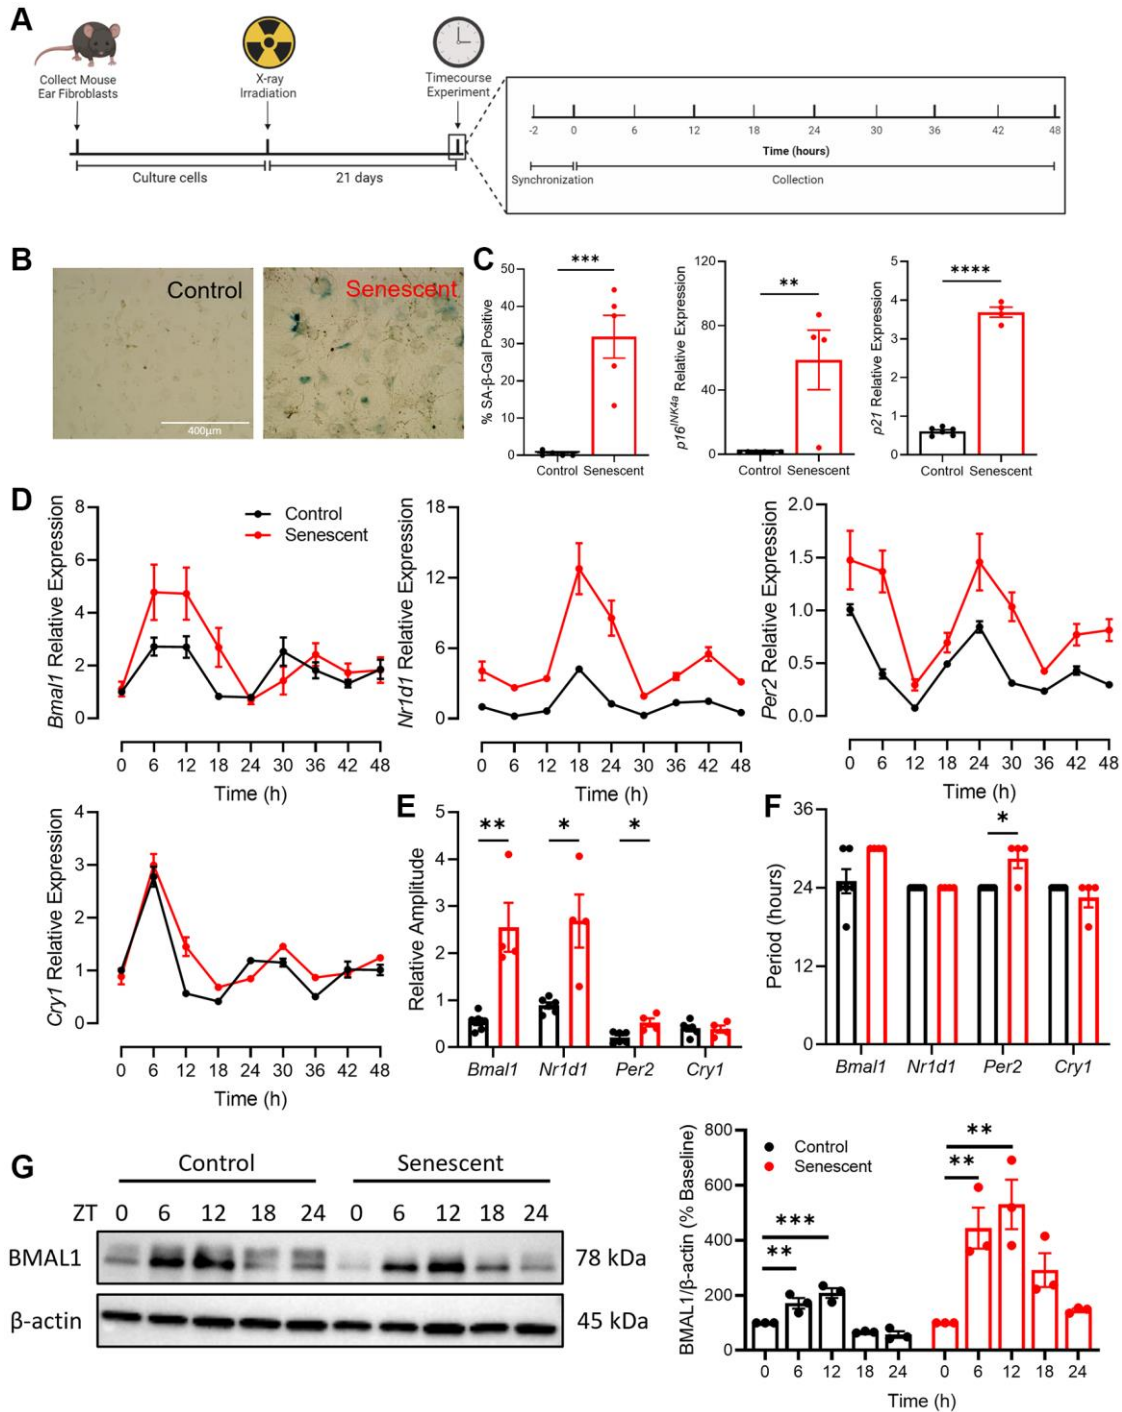 A
Collect Mouse
Ear Fibroblasts
X-ray
Irradiation
Timecourse
Experiment
Culture cells
21 days
-2 0 6 12 18 24 30 36 42 48
Time (hours)
Synchronization
Collection
B
Control
400μm
Senescent
C
% SA-β-Gal Positive
50
40
30
20
10
0
***
Control Senescent
p16^INK4a Relative Expression
120
80
40
0
**
Control Senescent
p21 Relative Expression
5
4
3
2
1
0
****
Control Senescent
D
Bmal1 Relative Expression
8
6
4
2
0
Control
Senescent
0 6 12 18 24 30 36 42 48
Time (h)
Nr1d1 Relative Expression
18
12
6
0
0 6 12 18 24 30 36 42 48
Time (h)
Per2 Relative Expression
2.0
1.5
1.0
0.5
0.0
0 6 12 18 24 30 36 42 48
Time (h)
Cry1 Relative Expression
4
3
2
1
0
0 6 12 18 24 30 36 42 48
Time (h)
E
Relative Amplitude
5
4
3
2
1
0
** * *
Bmal1 Nr1d1 Per2 Cry1
F
Period (hours)
36
24
12
0
*
Bmal1 Nr1d1 Per2 Cry1
G
Control Senescent
ZT 0 6 12 18 24 0 6 12 18 24
BMAL1 78 kDa
β-actin 45 kDa
BMAL1/β-actin (% Baseline)
800
600
400
200
0
Control
Senescent
**
***
**
**
0 6 12 18 24 0 6 12 18 24
Time (h)